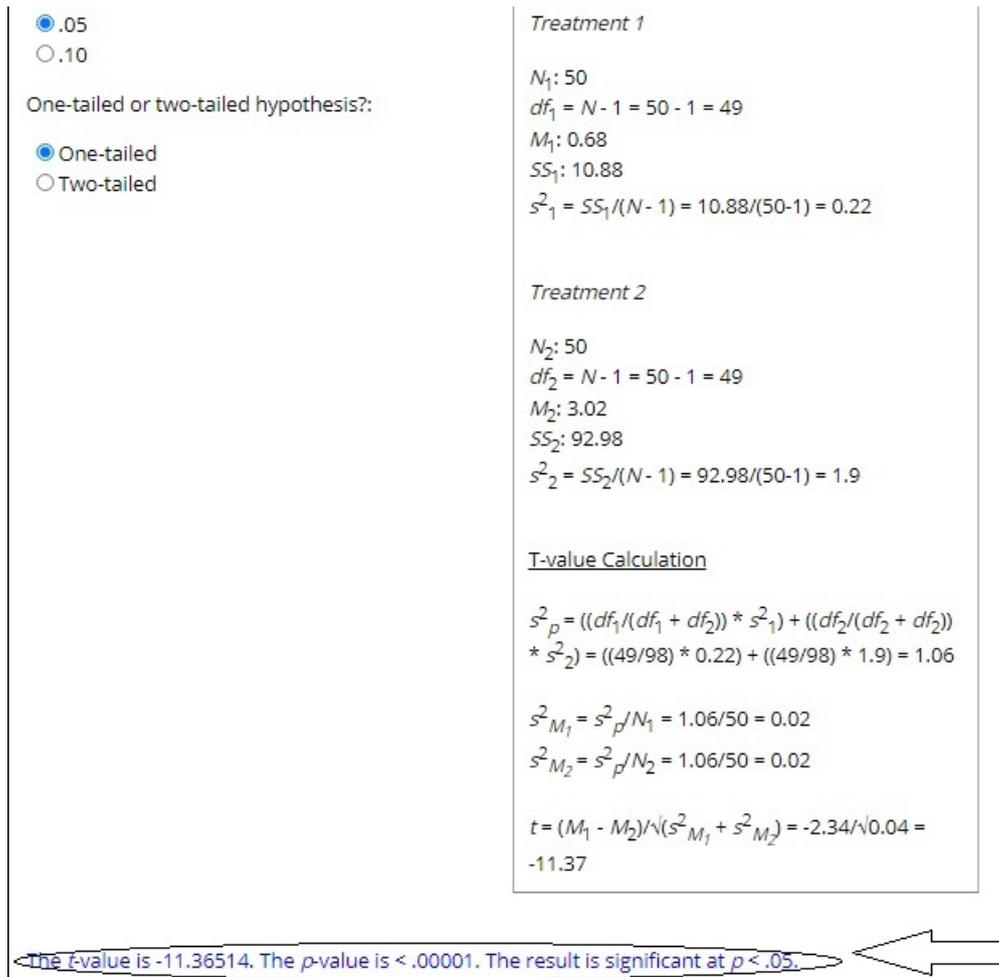 .05
.10
One-tailed or two-tailed hypothesis?:
One-tailed
Two-tailed
Treatment 1
N₁: 50
df₁ = N - 1 = 50 - 1 = 49
M₁: 0.68
SS₁: 10.88
s²₁ = SS₁/(N - 1) = 10.88/(50-1) = 0.22
Treatment 2
N₂: 50
df₂ = N - 1 = 50 - 1 = 49
M₂: 3.02
SS₂: 92.98
s²₂ = SS₂/(N - 1) = 92.98/(50-1) = 1.9
T-value Calculation
s²ₚ = ((df₁/(df₁ + df₂)) * s²₁) + ((df₂/(df₂ + df₂))
* s²₂) = ((49/98) * 0.22) + ((49/98) * 1.9) = 1.06
s²M₁ = s²ₚ/N₁ = 1.06/50 = 0.02
s²M₂ = s²ₚ/N₂ = 1.06/50 = 0.02
t = (M₁ - M₂)/√(s²M₁ + s²M₂) = -2.34/√0.04 =
-11.37
The t-value is -11.36514. The p-value is < .00001. The result is significant at p < .05.